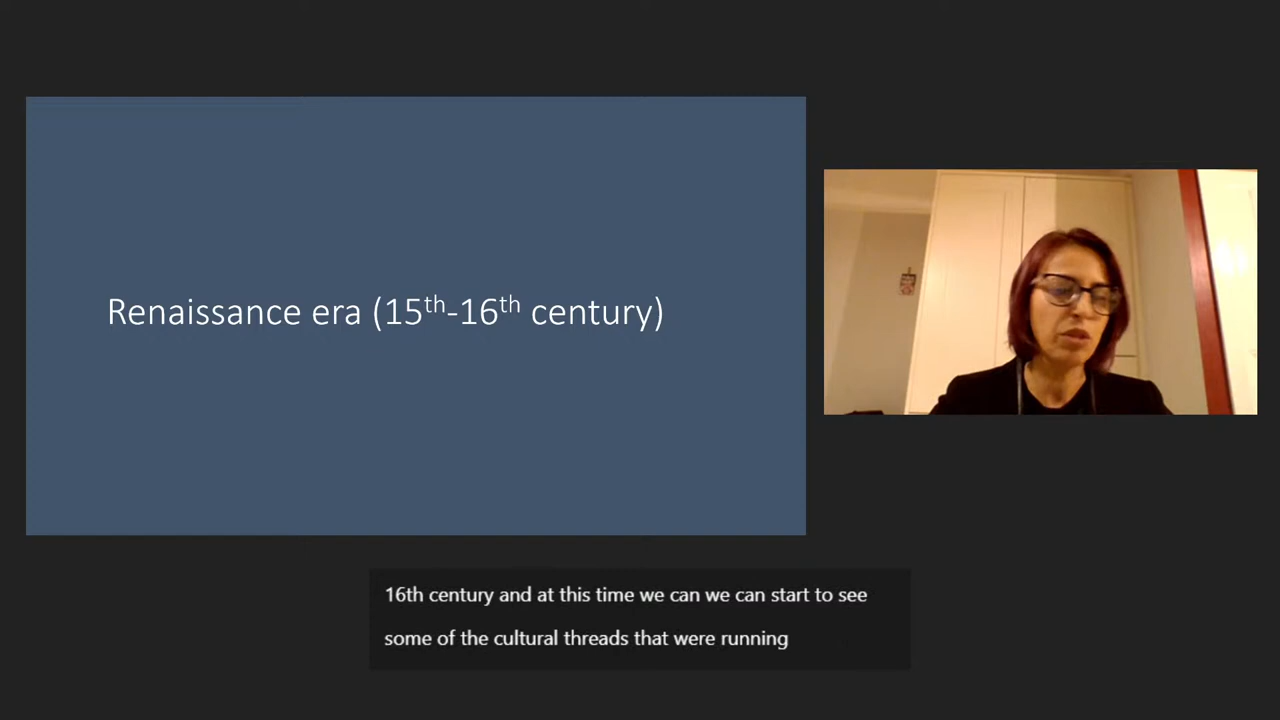 Renaissance era (15th-16th century)
16th century and at this time we can we can start to see
some of the cultural threads that were running